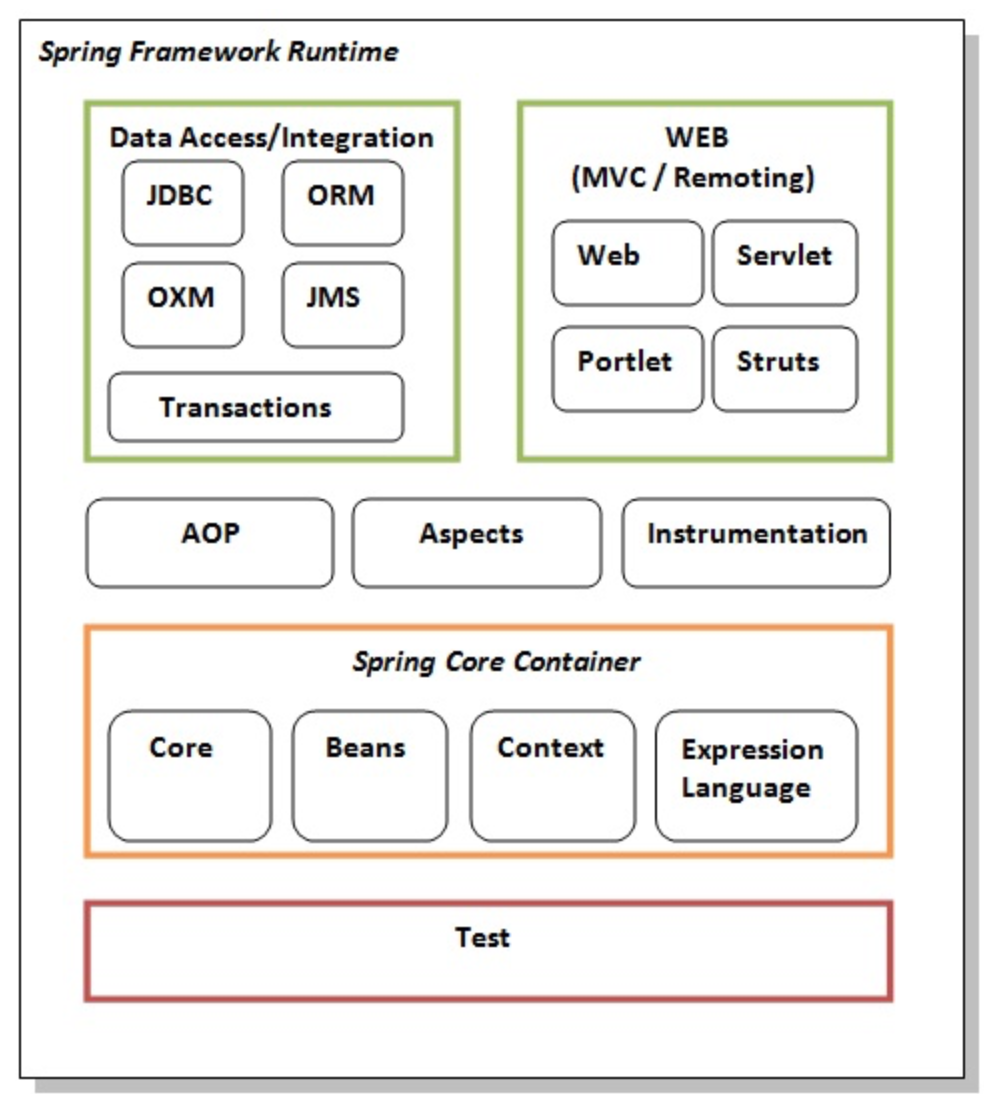 Spring Framework Runtime
Data Access/Integration
JDBC
ORM
OXM
JMS
Transactions
WEB
(MVC / Remoting)
Web
Servlet
Portlet
Struts
AOP
Aspects
Instrumentation
Spring Core Container
Core
Beans
Context
Expression
Language
Test